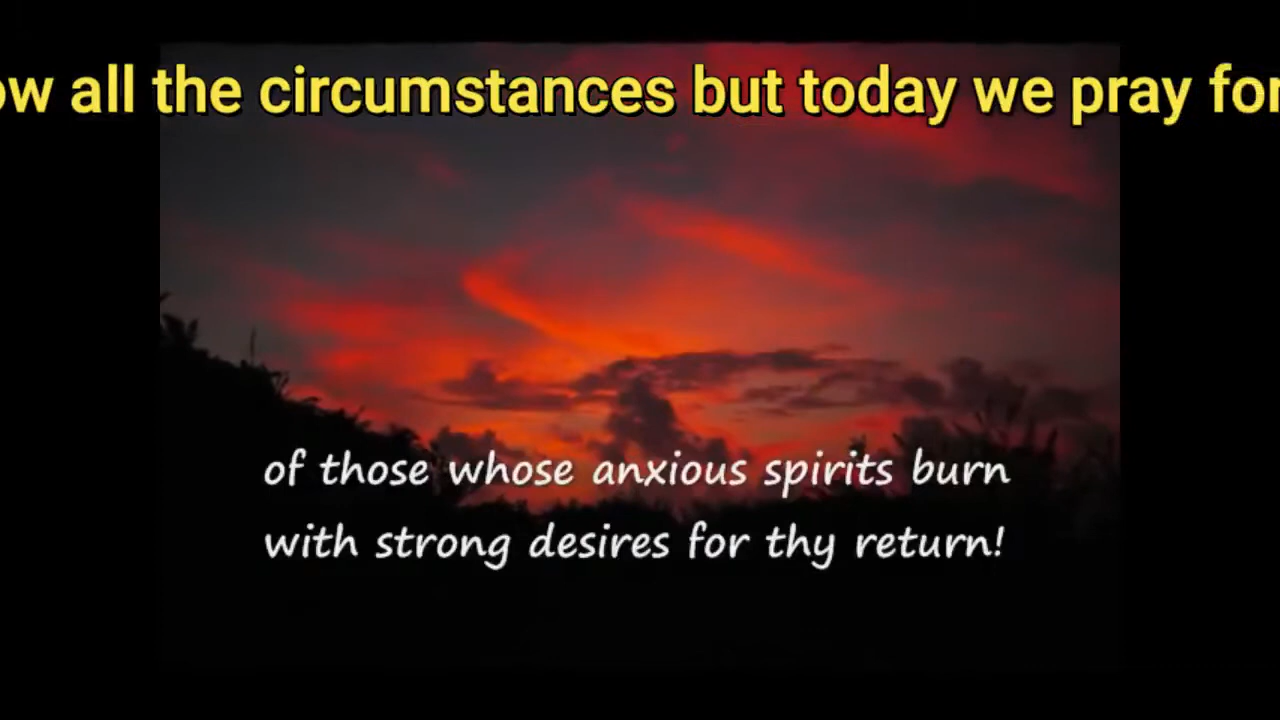 all the circumstances but today we pray for
of those whose anxious spirits burn
with strong desires for thy return!